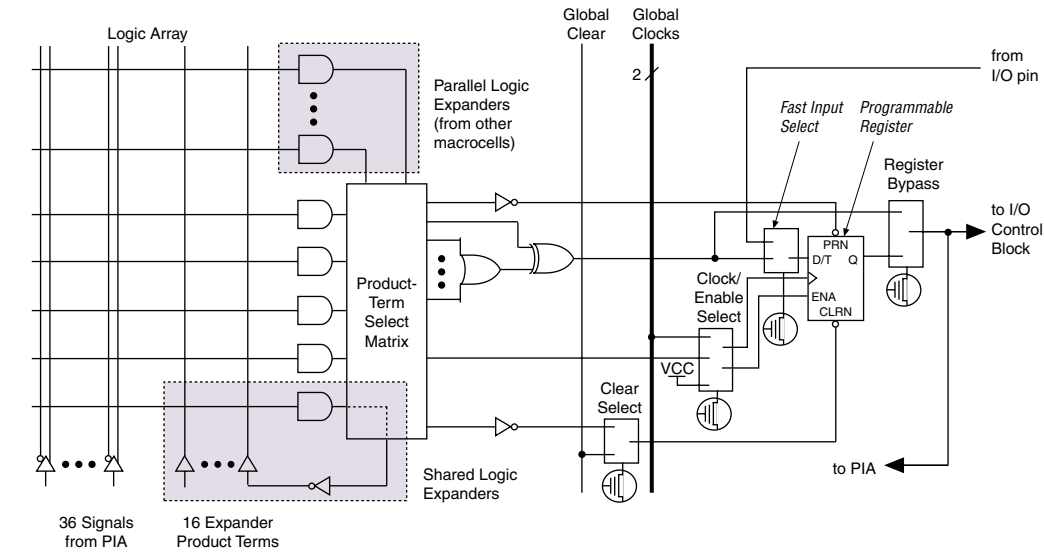 Logic Array
Global
Clear
Global
Clocks
2
from
I/O pin
Parallel Logic
Expanders
(from other
macrocells)
Fast Input
Select
Programmable
Register
Register
Bypass
to I/O
Control
Block
PRN
D/T
Q
ENA
CLRN
Clock/
Enable
Select
Product-
Term
Select
Matrix
VCC
Clear
Select
to PIA
Shared Logic
Expanders
36 Signals
from PIA
16 Expander
Product Terms